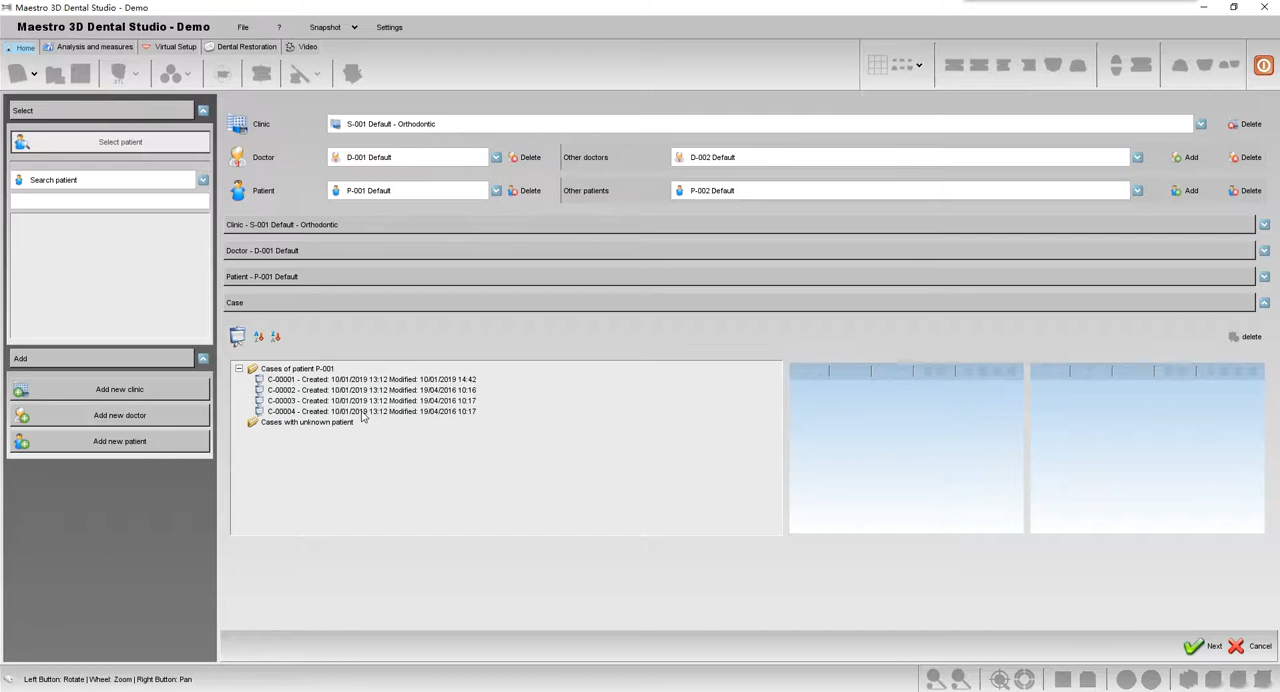 Maestro 3D Dental Studio - Demo
Maestro 3D Dental Studio - Demo File ? Snapshot Settings
Home Analysis and measures Virtual Setup Dental Restoration Video
STL
Select
Select patient
Search patient
Add
Add new clinic
Add new doctor
Add new patient
Clinic S-001 Default - Orthodontic Delete
Doctor D-001 Default Delete Other doctors D-002 Default Add Delete
Patient P-001 Default Delete Other patients P-002 Default Add Delete
Clinic - S-001 Default - Orthodontic
Doctor - D-001 Default
Patient - P-001 Default
Case
delete
Cases of patient P-001
C-00001 - Created: 10/01/2019 13:12 Modified: 10/01/2019 14:42
C-00002 - Created: 10/01/2019 13:12 Modified: 19/04/2016 10:16
C-00003 - Created: 10/01/2019 13:12 Modified: 19/04/2016 10:17
C-00004 - Created: 10/01/2019 13:12 Modified: 19/04/2016 10:17
Cases with unknown patient
Next Cancel
Left Button: Rotate | Wheel: Zoom | Right Button: Pan